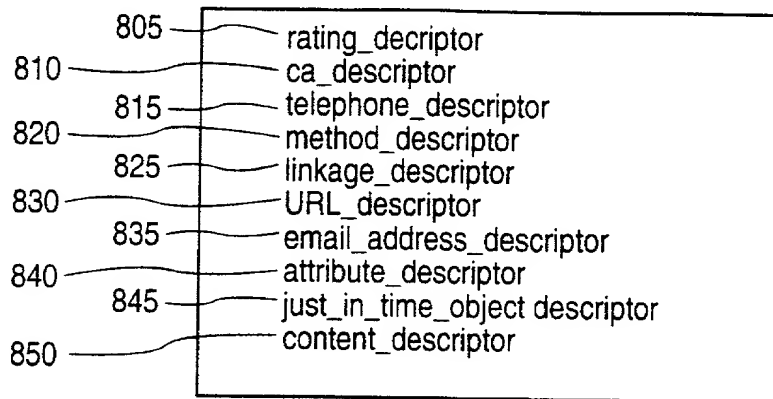 805 rating_decriptor
810 ca_descriptor
815 telephone_descriptor
820 method_descriptor
825 linkage_descriptor
830 URL_descriptor
835 email_address_descriptor
840 attribute_descriptor
845 just_in_time_object descriptor
850 content_descriptor